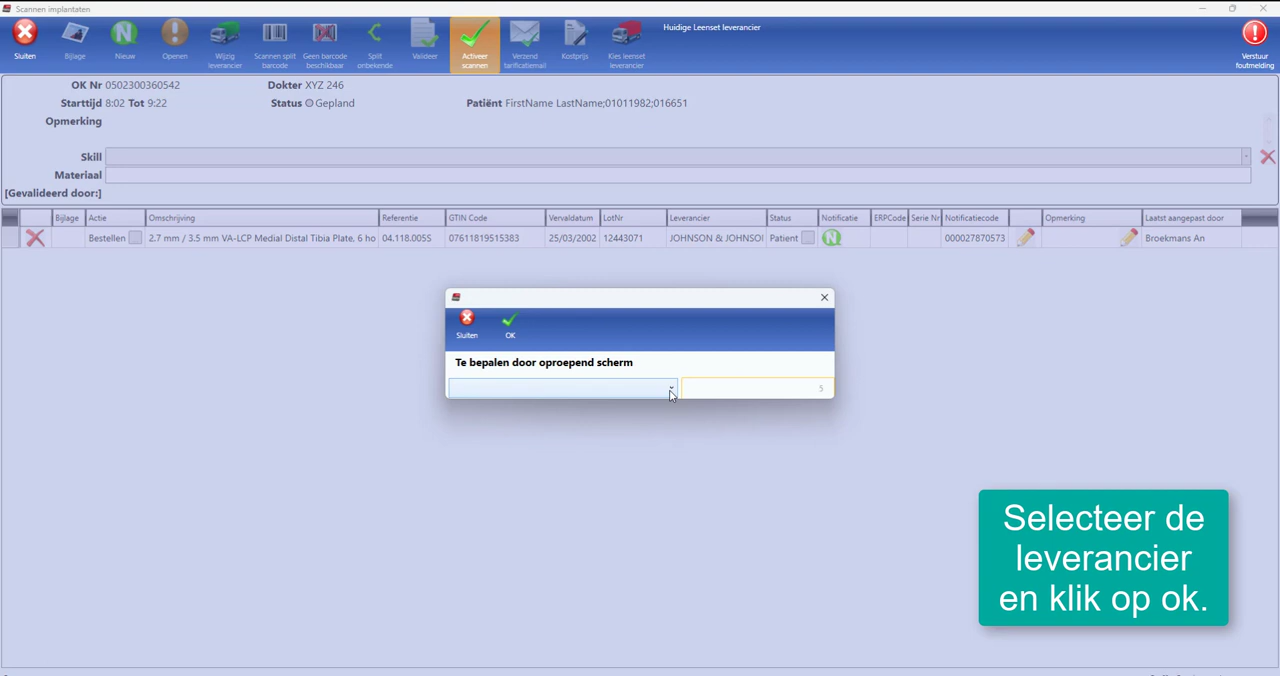 Scannen implantaten
Sluiten
Bijlage
Nieuw
Openen
Wijzig
leverancier
Scannen split
barcode
Geen barcode
beschikbaar
Split
onbekende
Valideer
Activeer
scannen
Verzend
tarificatiemail
Kostprijs
Kies leenset
leverancier
Huidige Leenset leverancier
Verstuur
foutmelding
OK Nr 0502300360542
Dokter XYZ 246
Starttijd 8:02 Tot 9:22
Status Gepland
Patiënt FirstName LastName;01011982;016651
Opmerking
Skill
Materiaal
[Gevalideerd door:]
Bijlage Actie Omschrijving Referentie GTIN Code Vervaldatum LotNr Leverancier Status Notificatie ERPCode Serie Nr Notificatiecode Opmerking Laatst aangepast door
Bestellen 2.7 mm / 3.5 mm VA-LCP Medial Distal Tibia Plate, 6 ho 04.118.005S 07611819515383 25/03/2002 12443071 JOHNSON & JOHNSOI Patient N 000027870573 Broekmans An
Sluiten
OK
Te bepalen door oproepend scherm
5
Selecteer de
leverancier
en klik op ok.